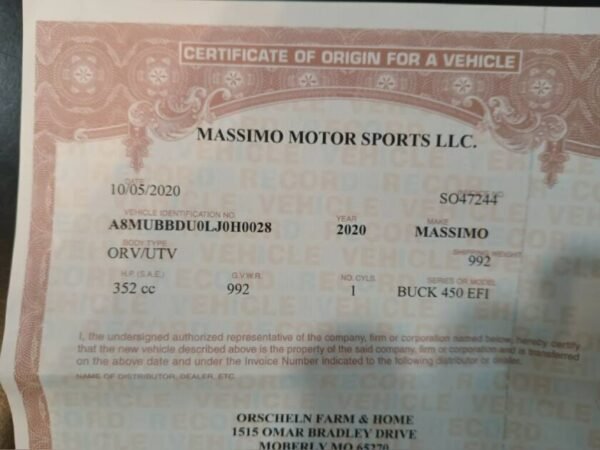 CERTIFICATE OF ORIGIN FOR A VEHICLE
MASSIMO MOTOR SPORTS LLC.
DATE
10/05/2020
SO47244
VEHICLE IDENTIFICATION NO. YEAR MAKE
A8MUBBDU0LJ0H0028 2020 MASSIMO
BODY TYPE SHIPPING WEIGHT
ORV/UTV 992
H.P. (S.A.E.) G.V.W.R. NO. CYLS. SERIES OR MODEL
352 cc 992 1 BUCK 450 EFI
I, the undersigned authorized representative of the company, firm or corporation named below, hereby certify
that the new vehicle described above is the property of the said company, firm or corporation and is transferred
on the above date and under the Invoice Number indicated to the following distributor or dealer.
NAME OF DISTRIBUTOR, DEALER, ETC.
ORSCHELN FARM & HOME
1515 OMAR BRADLEY DRIVE
MOBERLY MO 65270